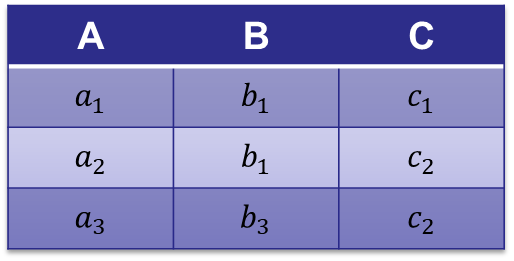 A B C
a₁ b₁ c₁
a₂ b₁ c₂
a₃ b₃ c₂